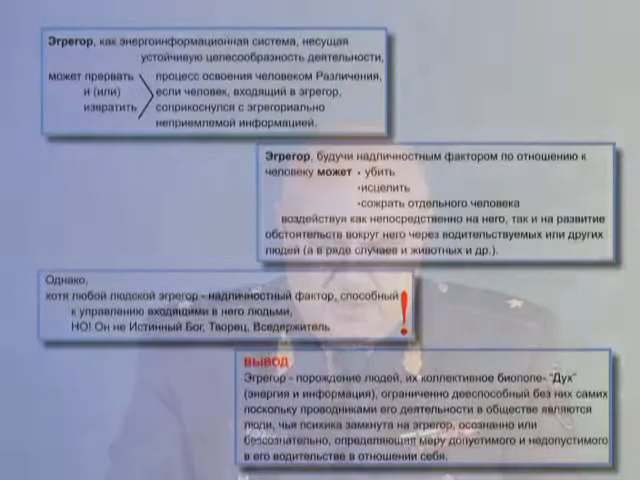 Эгрегор, как энергоинформационная система, несущая
устойчивую целесообразность деятельности,
может прервать процесс освоения человеком Различения,
и (или) если человек, входящий в эгрегор,
извратить соприкоснулся с эгрегориально
неприемлемой информацией.
Эгрегор, будучи надличностным фактором по отношению к
человеку может • убить
•исцелить
•сожрать отдельного человека
воздействуя как непосредственно на него, так и на развитие
обстоятельств вокруг него через водительствуемых или других
людей (а в ряде случаев и животных и др.).
Однако,
хотя любой людской эгрегор - надличностный фактор, способный
к управлению входящими в него людьми,
НО! Он не Истинный Бог, Творец, Вседержитель !
ВЫВОД:
Эгрегор - порождение людей, их коллективное биополе- "Дух"
(энергия и информация), ограниченно дееспособный без них самих
поскольку проводниками его деятельности в обществе являются
люди, чья психика замкнута на эгрегор, осознанно или
бессознательно, определяющая меру допустимого и недопустимого
в его водительстве в отношении себя.